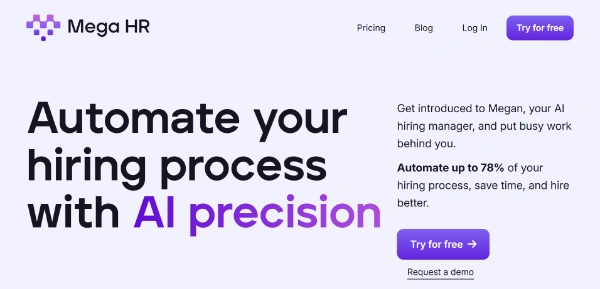 Mega HR
Pricing
Blog
Log In
Try for free
Automate your
hiring process
with AI precision
Get introduced to Megan, your AI
hiring manager, and put busy work
behind you.
Automate up to 78% of your
hiring process, save time, and hire
better.
Try for free →
Request a demo